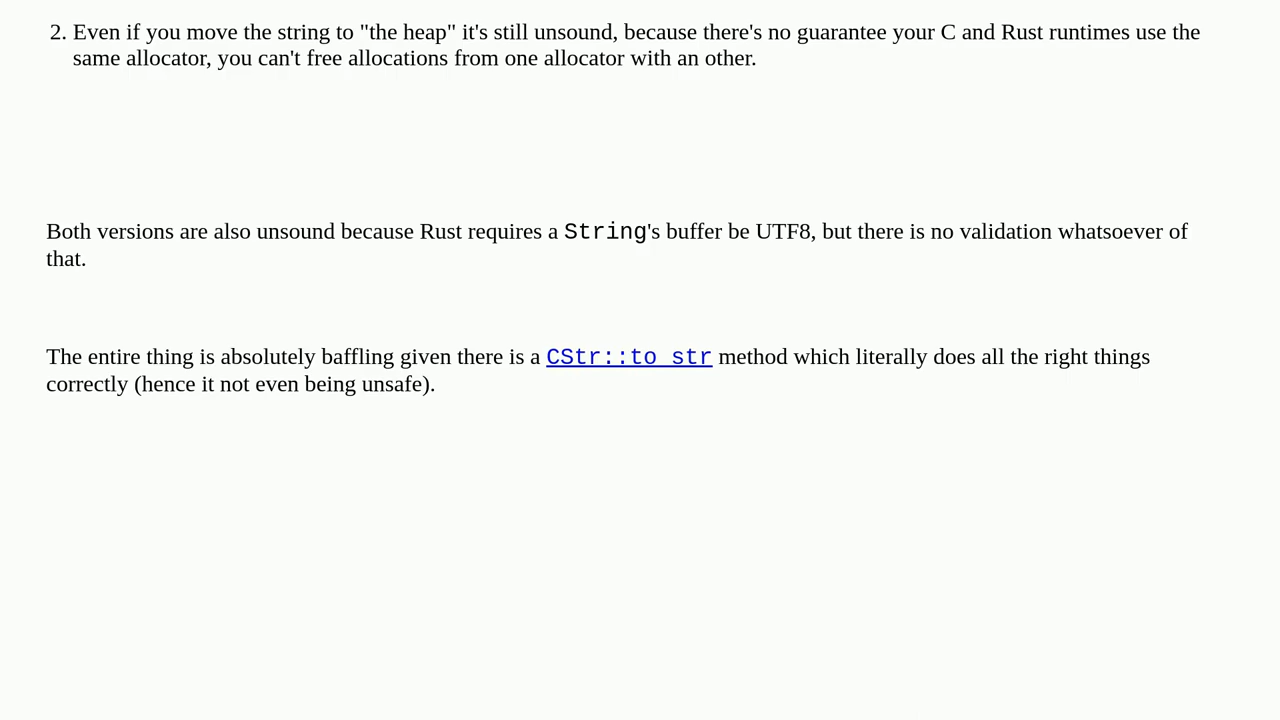 2. Even if you move the string to "the heap" it's still unsound, because there's no guarantee your C and Rust runtimes use the
same allocator, you can't free allocations from one allocator with an other.
Both versions are also unsound because Rust requires a String's buffer be UTF8, but there is no validation whatsoever of
that.
The entire thing is absolutely baffling given there is a CStr::to_str method which literally does all the right things
correctly (hence it not even being unsafe).